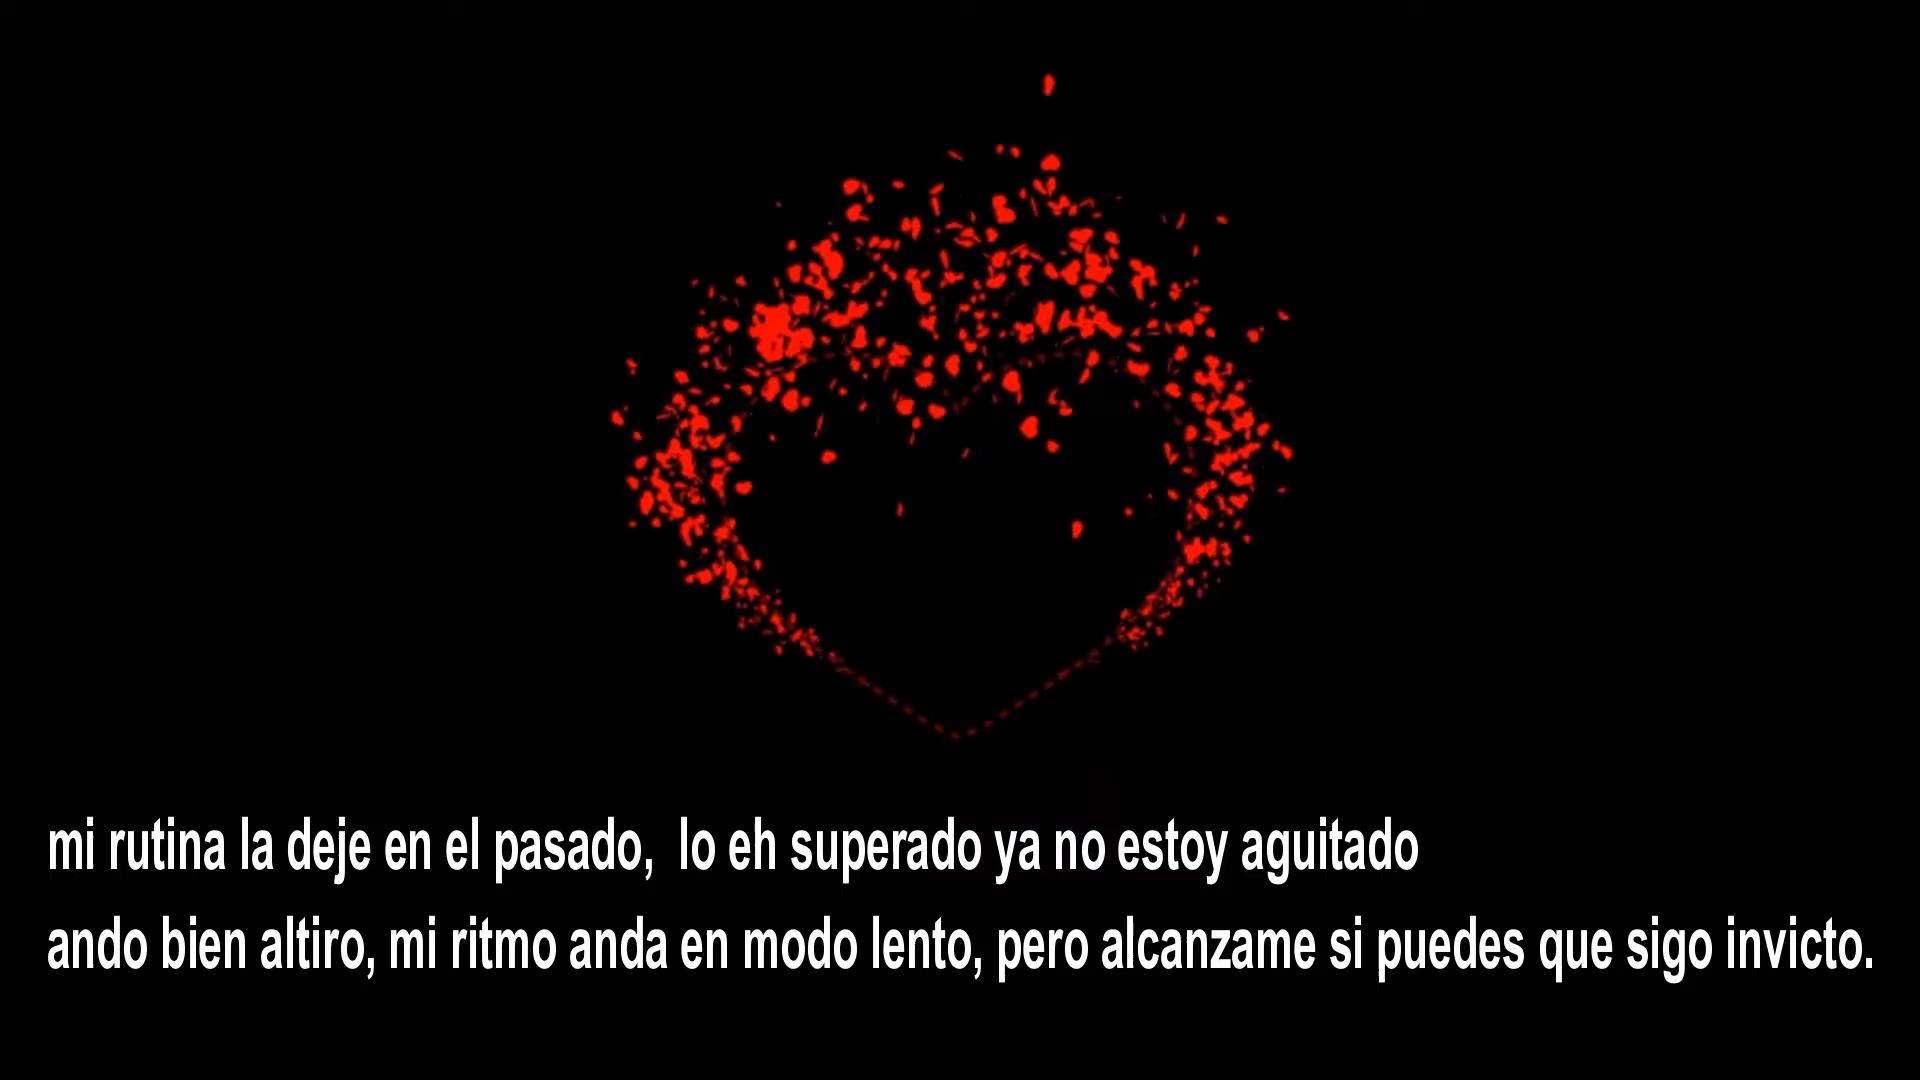 mi rutina la deje en el pasado,  lo eh superado ya no estoy aguitado
ando bien altiro, mi ritmo anda en modo lento, pero alcanzame si puedes que sigo invicto.